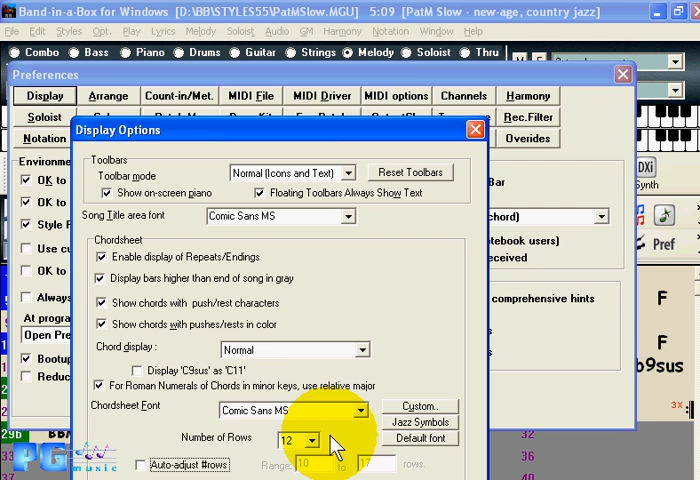 Band-in-a-Box for Windows [D:\BB\STYLES55\PatMSlow.MGU] 5:09 [PatM Slow - new-age, country jazz]
File Edit Styles Opt. Play GM Harmony Notation Window Help
Combo Bass Piano Drums Guitar Strings Melody Soloist Thru
Preferences
Display Arrange Count-in/Met. MIDI File MIDI Driver MIDI options Channels Harmony
Soloist Rec.Filter
Notation Overrides
Display Options
Environme
Toolbars
Toolbar mode Normal (Icons and Text) Reset Toolbars
Bar
DXi
Synth
OK to
Show on-screen piano Floating Toolbars Always Show Text
OK to
Song Title area font Comic Sans MS
chord)
Style F
Chordsheet
otebook users)
Pref
Use cu
Enable display of Repeats/Endings
eceived
OK to
Display bars higher than end of song in gray
Always
Show chords with push/rest characters
comprehensive hints
F
At progra
Show chords with pushes/rests in color
Open Pre
Chord display : Normal
F
Bootup
b9sus
Reduc
Display 'C9sus' as 'C11'
For Roman Numerals of Chords in minor keys, use relative major
Chordsheet Font Comic Sans MS Custom..
3X:
Jazz Symbols
29b
Number of Rows 12 Default font
32
PG
music
Auto-adjust #rows Range: 10 to 17 rows.
36
40